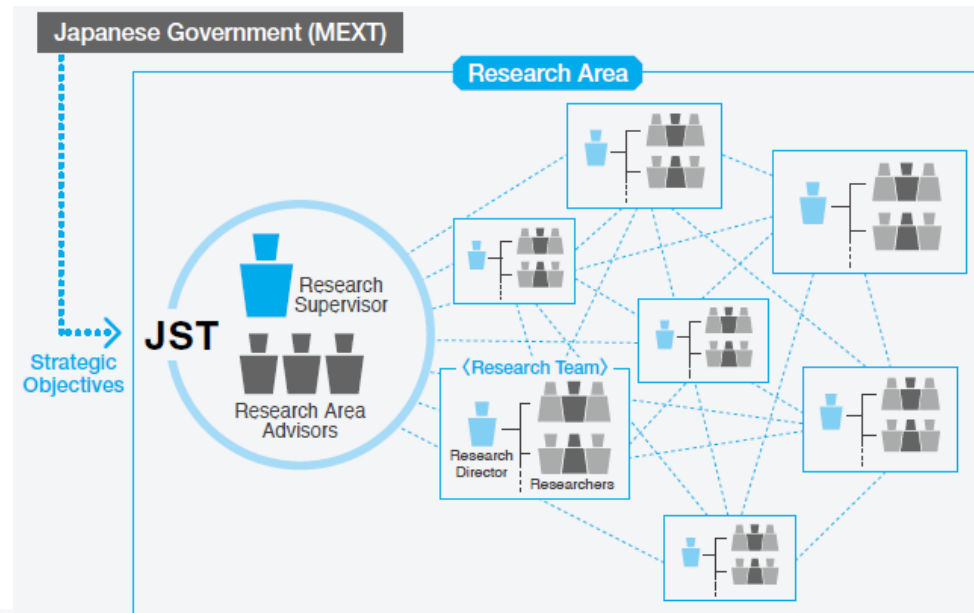 Japanese Government (MEXT)
Research Area
Research
Supervisor
JST
Strategic
Objectives
Research Area
Advisors
〈Research Team〉
Research
Director
Researchers